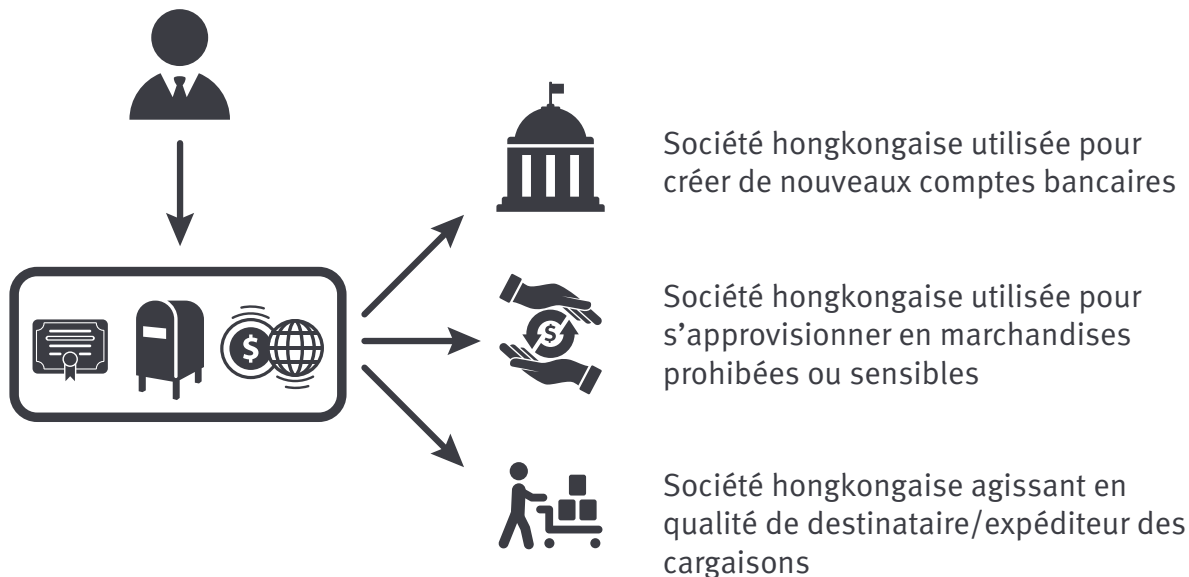 Société hongkongaise utilisée pour
créer de nouveaux comptes bancaires
$
$
Société hongkongaise utilisée pour
s’approvisionner en marchandises
prohibées ou sensibles
Société hongkongaise agissant en
qualité de destinataire/expéditeur des
cargaisons